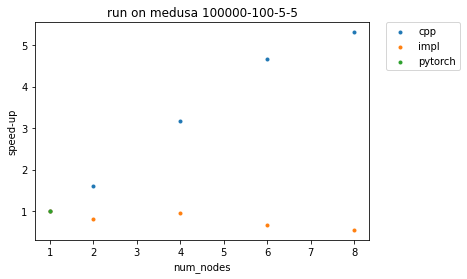 run on medusa 100000-100-5-5
cpp
impl
pytorch
speed-up
5
4
3
2
1
1
2
3
4
5
6
7
8
num_nodes